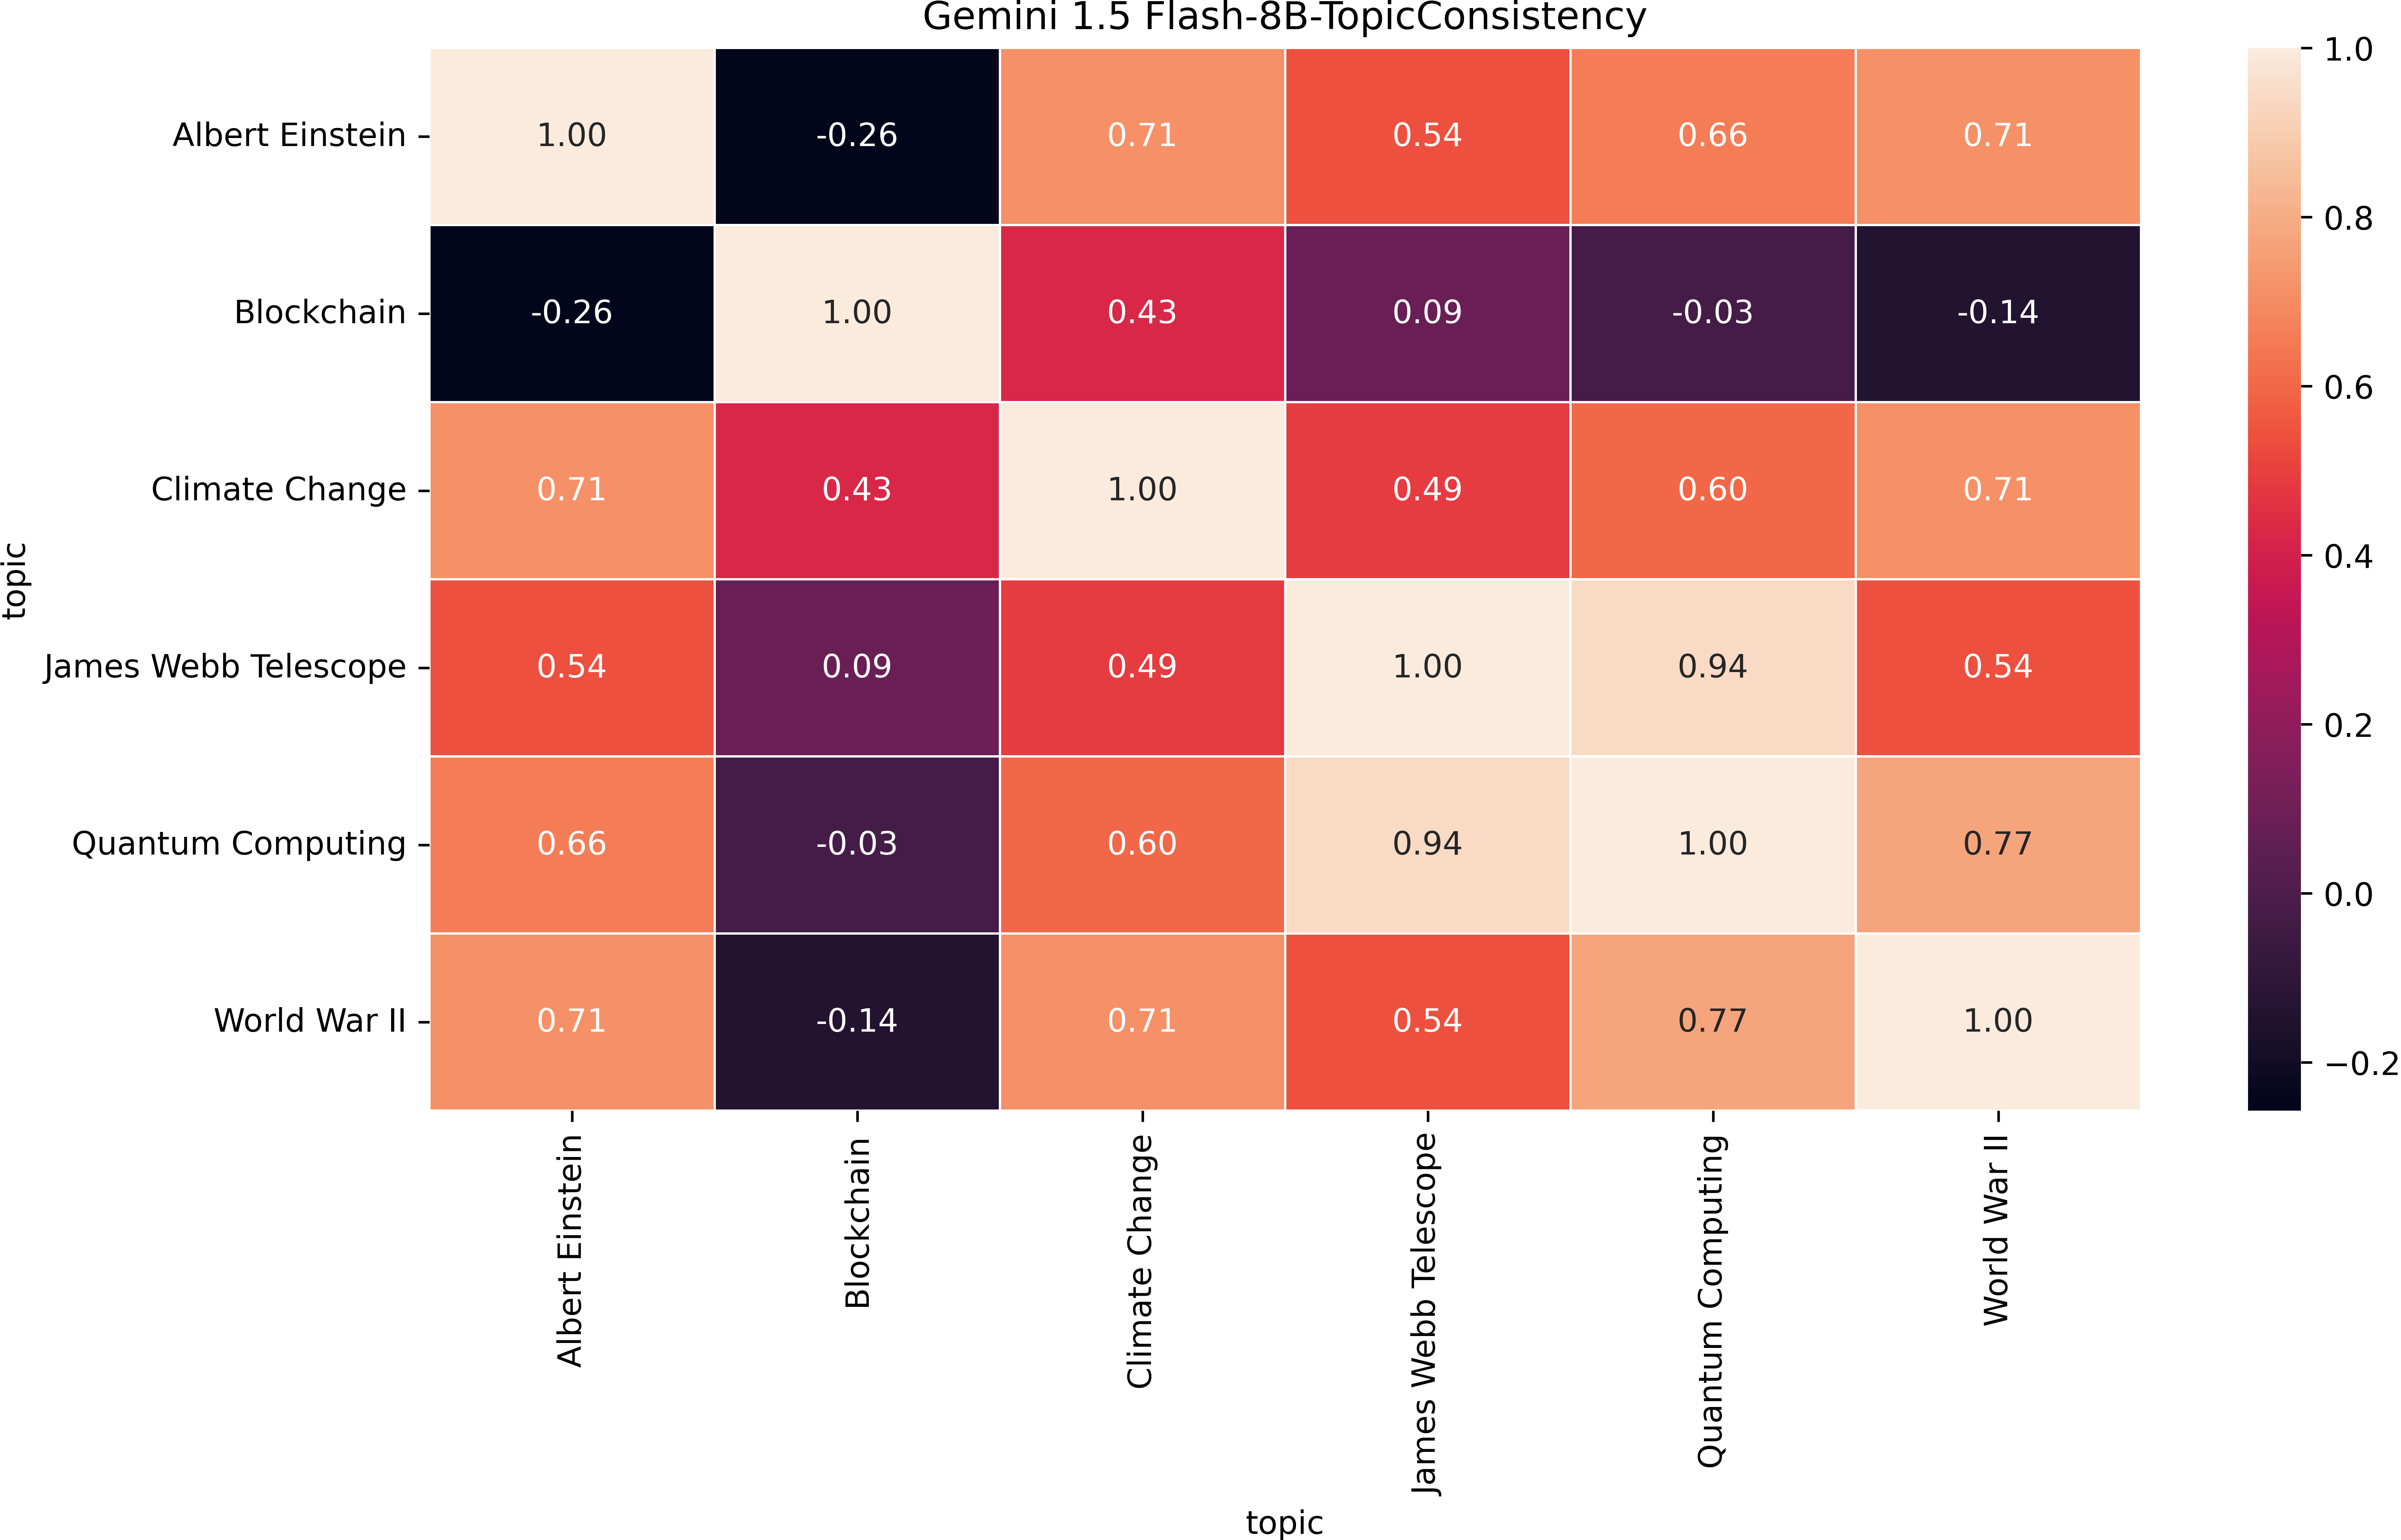 Gemini 1.5 Flash-8B-TopicConsistency
Albert Einstein 1.00 -0.26 0.71 0.54 0.66 0.71
Blockchain -0.26 1.00 0.43 0.09 -0.03 -0.14
Climate Change 0.71 0.43 1.00 0.49 0.60 0.71
James Webb Telescope 0.54 0.09 0.49 1.00 0.94 0.54
Quantum Computing 0.66 -0.03 0.60 0.94 1.00 0.77
World War II 0.71 -0.14 0.71 0.54 0.77 1.00
topic
Albert Einstein
Blockchain
Climate Change
James Webb Telescope
Quantum Computing
World War II
topic
1.0
0.8
0.6
0.4
0.2
0.0
−0.2